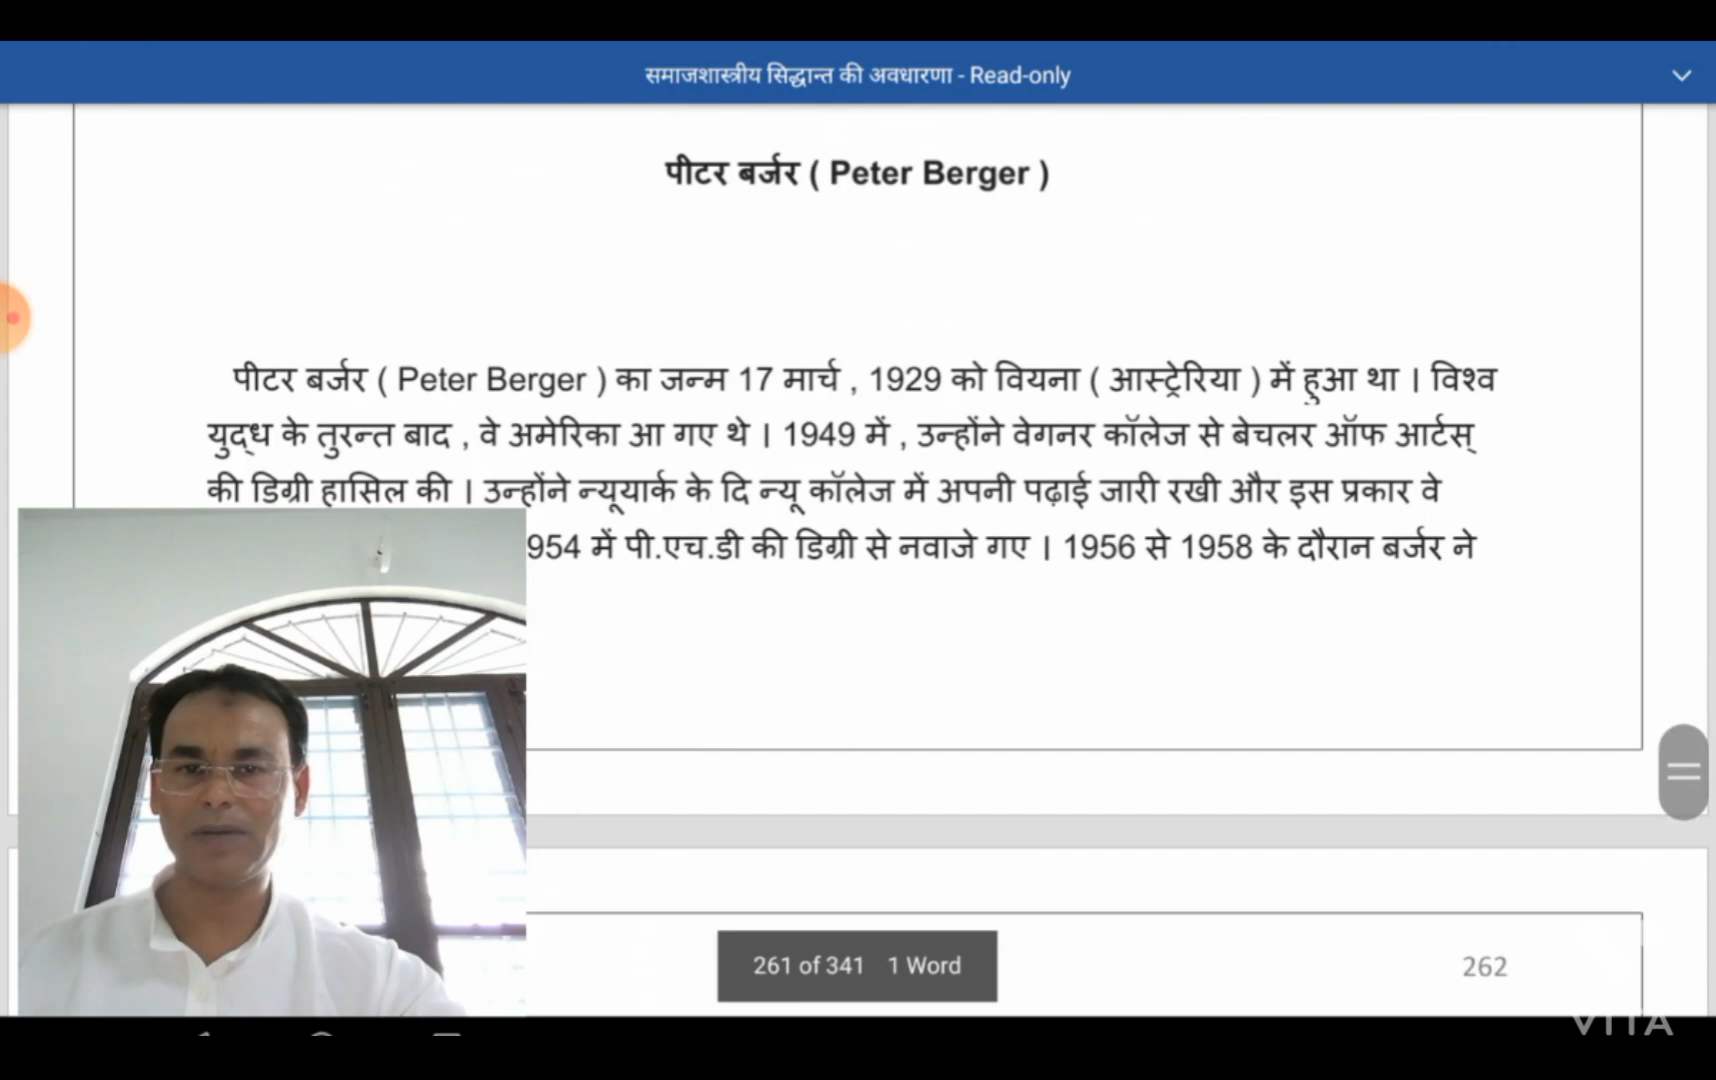 समाजशास्त्रीय सिद्धान्त की अवधारणा - Read-only
पीटर बर्जर ( Peter Berger )
पीटर बर्जर ( Peter Berger ) का जन्म 17 मार्च , 1929 को वियना ( आस्ट्रेरिया ) में हुआ था । विश्व
युद्ध के तुरन्त बाद , वे अमेरिका आ गए थे । 1949 में , उन्होंने वेगनर कॉलेज से बेचलर ऑफ आर्टस्
की डिग्री हासिल की । उन्होंने न्यूयार्क के दि न्यू कॉलेज में अपनी पढ़ाई जारी रखी और इस प्रकार वे
954 में पी.एच.डी की डिग्री से नवाजे गए । 1956 से 1958 के दौरान बर्जर ने
261 of 341 1 Word
262
VITA